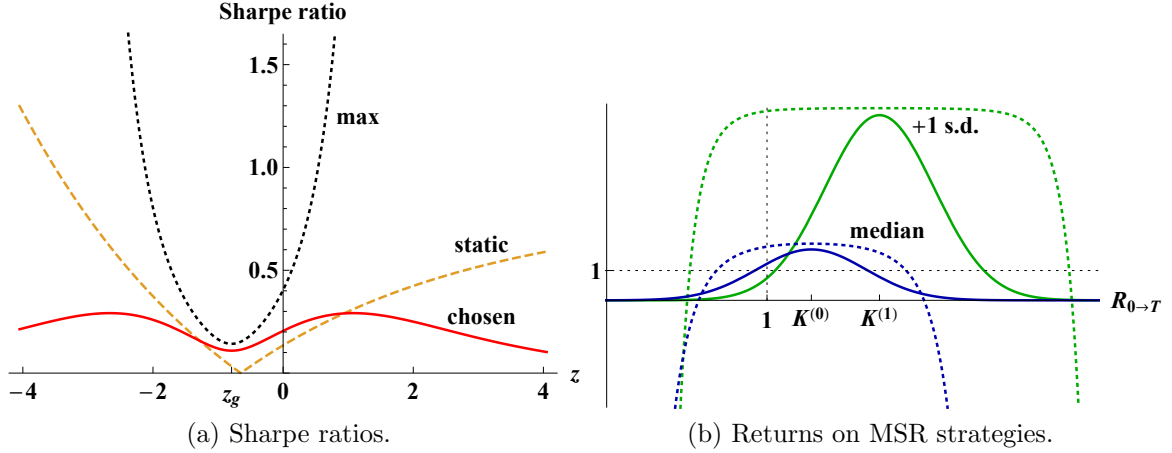 Sharpe ratio
1.5
max
1.0
static
0.5
chosen
−4
−2
z_g
0
2
4
z
(a) Sharpe ratios.
+1 s.d.
median
1
R_{0→T}
1
K^{(0)}
K^{(1)}
(b) Returns on MSR strategies.